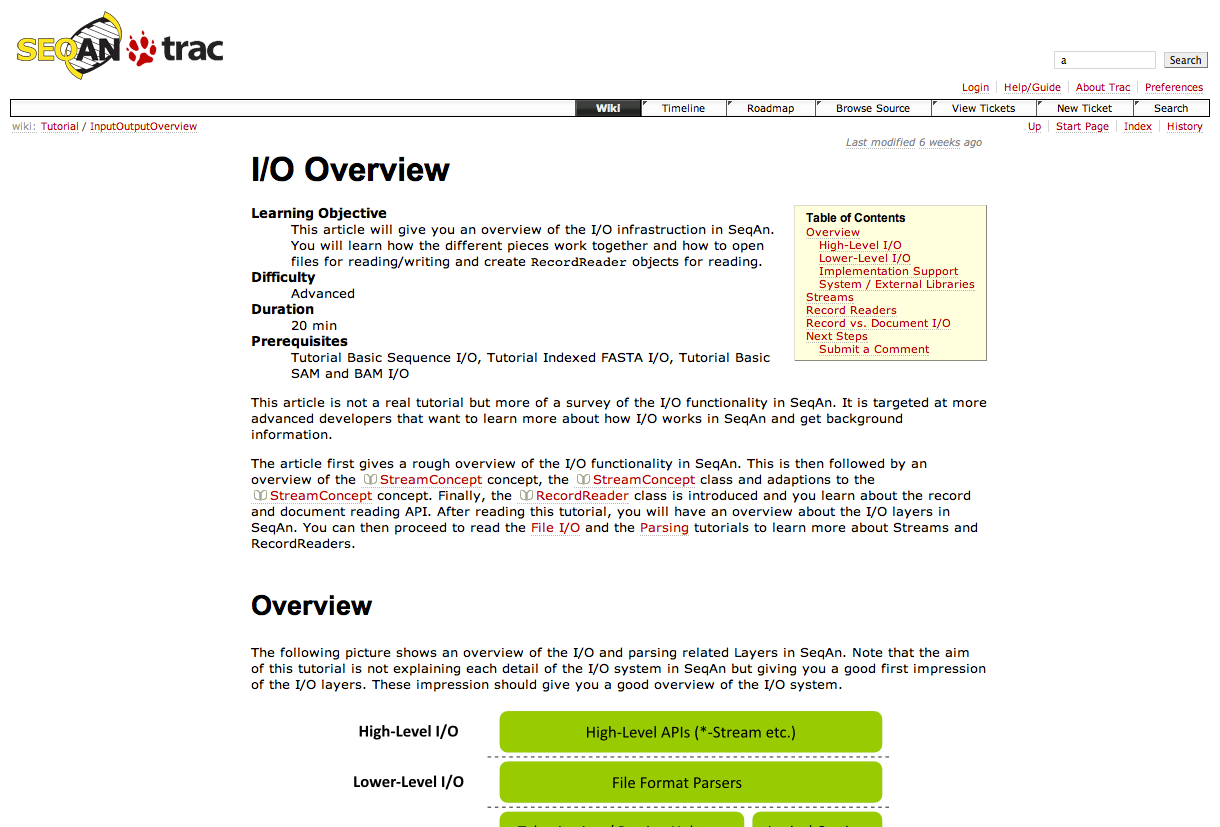 SEQAN trac
a
Search
Login Help/Guide About Trac Preferences
Wiki Timeline Roadmap Browse Source View Tickets New Ticket Search
wiki: Tutorial / InputOutputOverview
Up Start Page Index History
Last modified 6 weeks ago
I/O Overview
Learning Objective
This article will give you an overview of the I/O infrastruction in SeqAn.
You will learn how the different pieces work together and how to open
files for reading/writing and create RecordReader objects for reading.
Difficulty
Advanced
Duration
20 min
Prerequisites
Tutorial Basic Sequence I/O, Tutorial Indexed FASTA I/O, Tutorial Basic
SAM and BAM I/O
Table of Contents
Overview
High-Level I/O
Lower-Level I/O
Implementation Support
System / External Libraries
Streams
Record Readers
Record vs. Document I/O
Next Steps
Submit a Comment
This article is not a real tutorial but more of a survey of the I/O functionality in SeqAn. It is targeted at more
advanced developers that want to learn more about how I/O works in SeqAn and get background
information.
The article first gives a rough overview of the I/O functionality in SeqAn. This is then followed by an
overview of the StreamConcept concept, the StreamConcept class and adaptions to the
StreamConcept concept. Finally, the RecordReader class is introduced and you learn about the record
and document reading API. After reading this tutorial, you will have an overview about the I/O layers in
SeqAn. You can then proceed to read the File I/O and the Parsing tutorials to learn more about Streams and
RecordReaders.
Overview
The following picture shows an overview of the I/O and parsing related Layers in SeqAn. Note that the aim
of this tutorial is not explaining each detail of the I/O system in SeqAn but giving you a good first impression
of the I/O layers. These impression should give you a good overview of the I/O system.
High-Level I/O
High-Level APIs (*-Stream etc.)
Lower-Level I/O
File Format Parsers